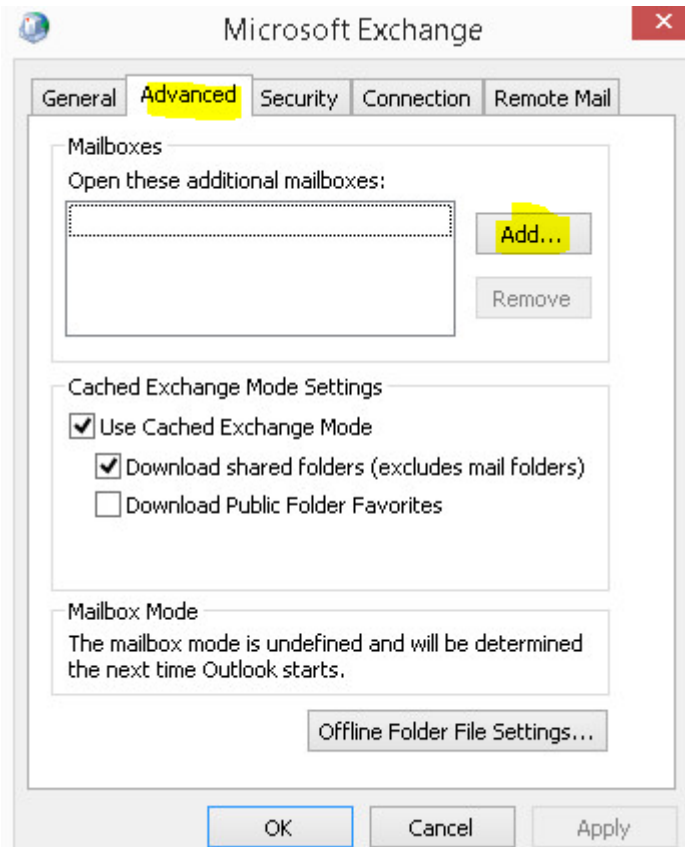 Microsoft Exchange
General Advanced Security Connection Remote Mail
Mailboxes
Open these additional mailboxes:
Add...
Remove
Cached Exchange Mode Settings
Use Cached Exchange Mode
Download shared folders (excludes mail folders)
Download Public Folder Favorites
Mailbox Mode
The mailbox mode is undefined and will be determined
the next time Outlook starts.
Offline Folder File Settings...
OK Cancel Apply